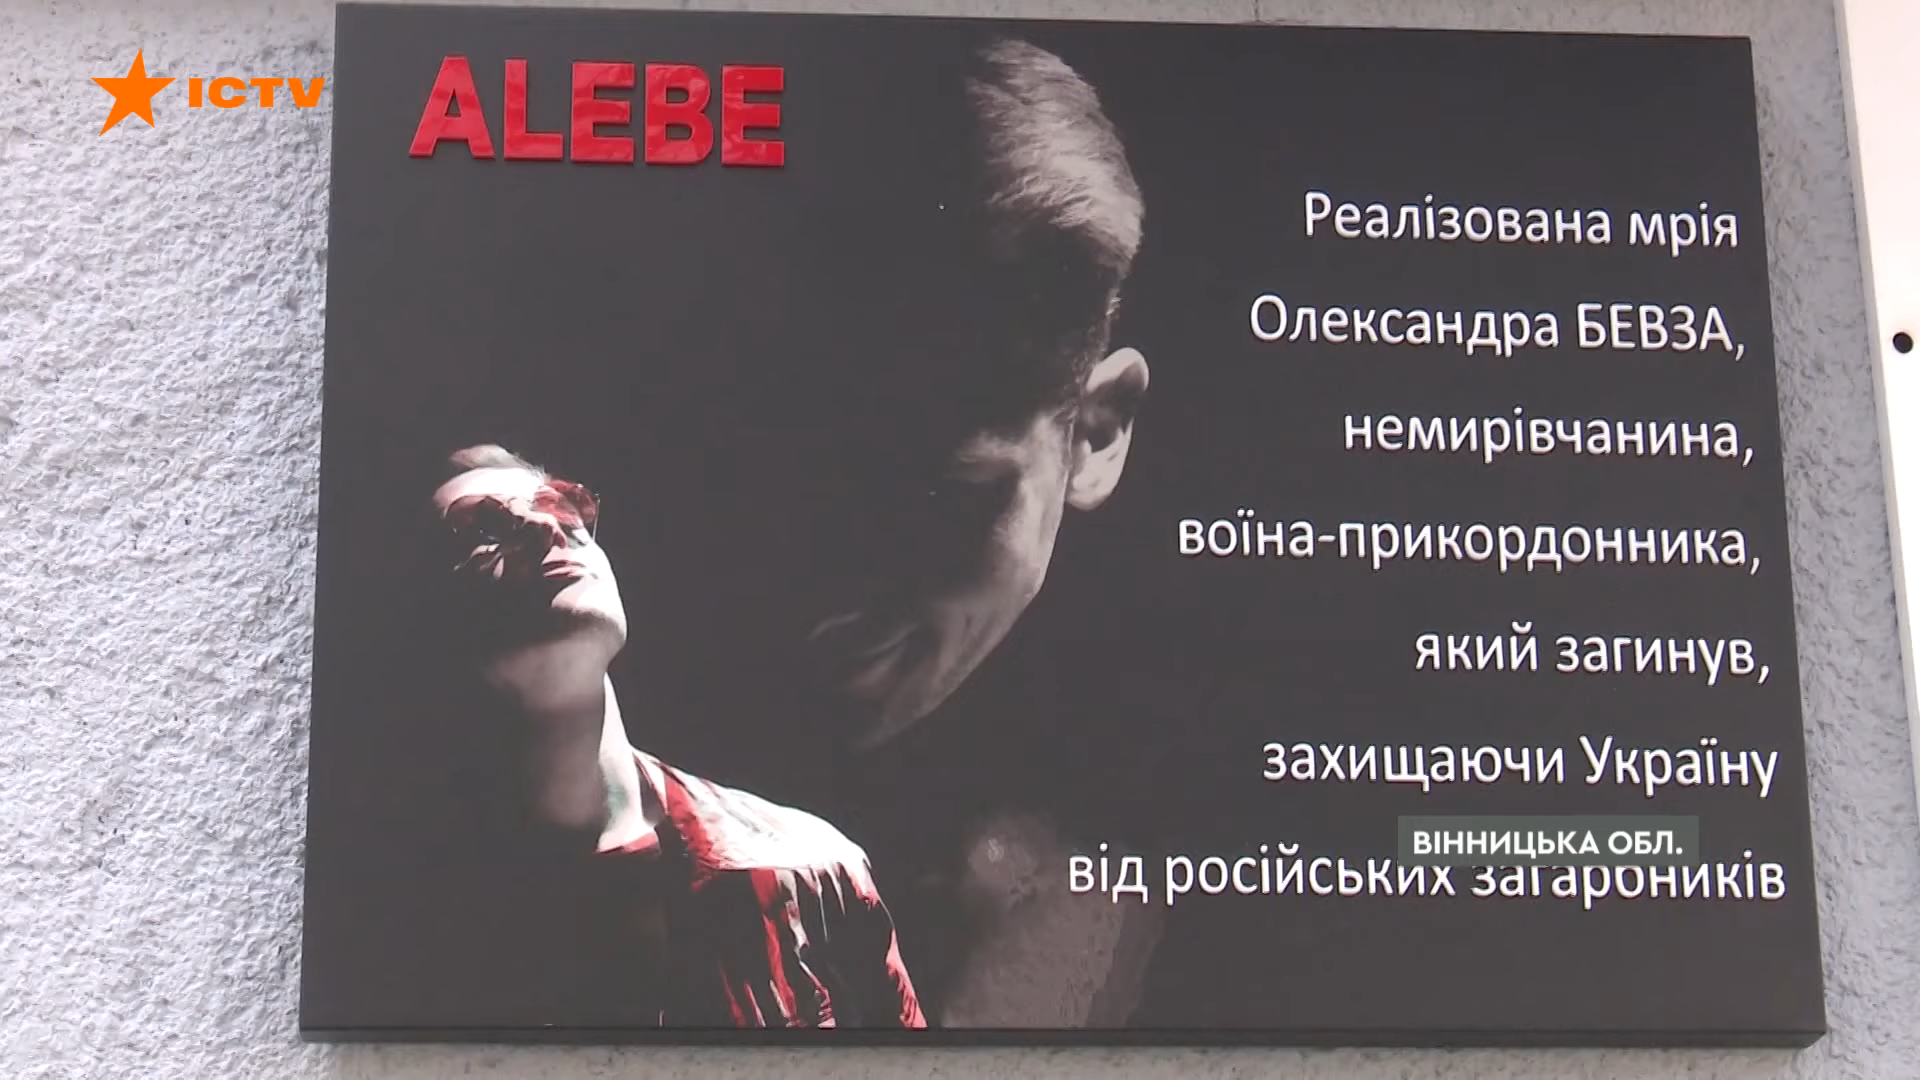 ICTV
ALEBE
Реалізована мрія
Олександра БЕВЗА,
немирівчанина,
воїна-прикордонника,
який загинув,
захищаючи Україну
ВІННИЦЬКА ОБЛ.
від російських загарбників